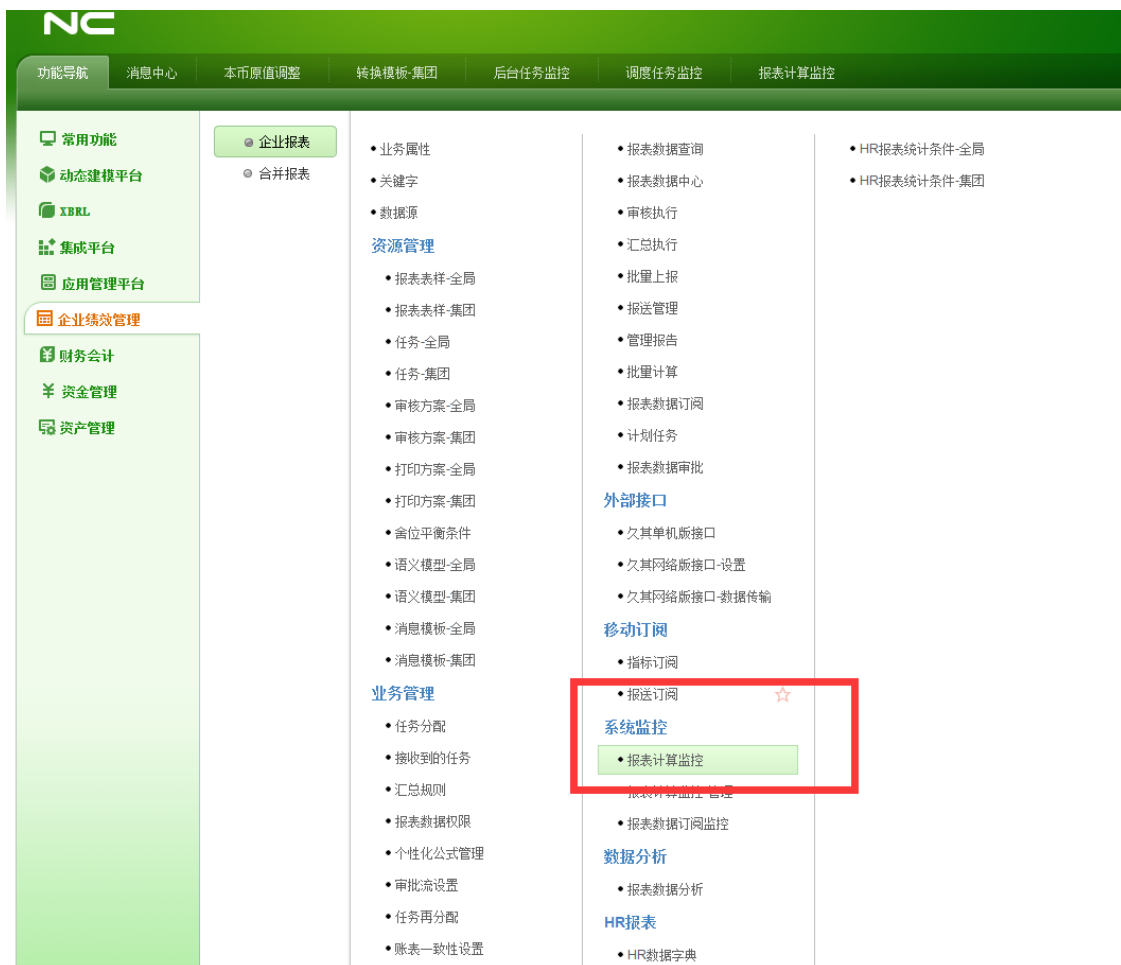 NC
功能导航
消息中心
本币原值调整
转换模板-集团
后台任务监控
调度任务监控
报表计算监控
常用功能
动态建模平台
XBRL
集成平台
应用管理平台
企业绩效管理
财务会计
资金管理
资产管理
企业报表
合并报表
业务属性
关键字
数据源
资源管理
报表表样-全局
报表表样-集团
任务-全局
任务-集团
审核方案-全局
审核方案-集团
打印方案-全局
打印方案-集团
舍位平衡条件
语义模型-全局
语义模型-集团
消息模板-全局
消息模板-集团
业务管理
任务分配
接收到的任务
汇总规则
报表数据权限
个性化公式管理
审批流设置
任务再分配
账表一致性设置
报表数据查询
报表数据中心
审核执行
汇总执行
批量上报
报送管理
管理报告
批量计算
报表数据订阅
计划任务
报表数据审批
外部接口
久其单机版接口
久其网络版接口-设置
久其网络版接口-数据传输
移动订阅
指标订阅
报送订阅
系统监控
报表计算监控
报表计算监控-管理
报表数据订阅监控
数据分析
报表数据分析
HR报表
HR数据字典
HR报表统计条件-全局
HR报表统计条件-集团